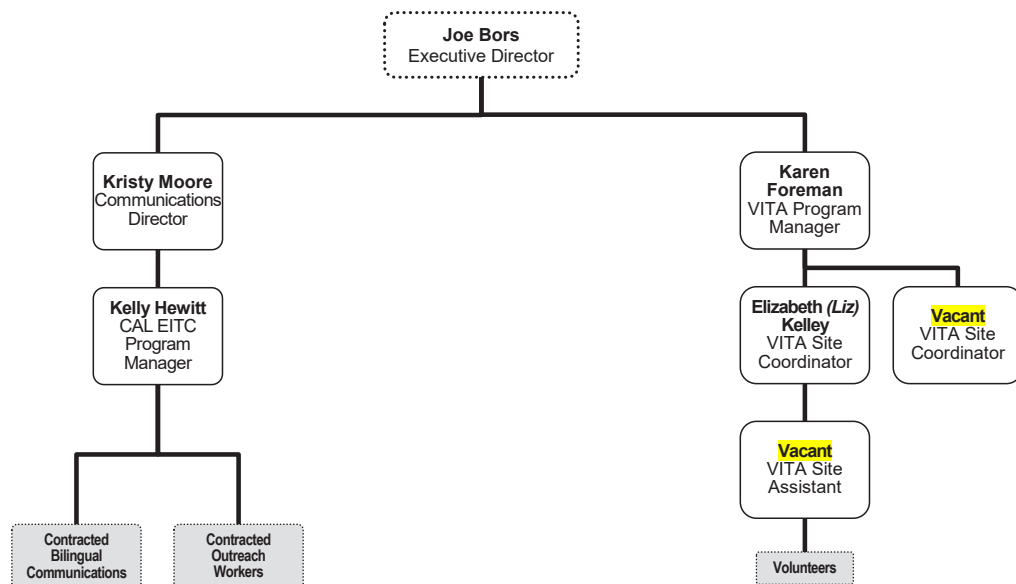 Joe Bors
Executive Director
Kristy Moore
Communications
Director
Karen
Foreman
VITA Program
Manager
Kelly Hewitt
CAL EITC
Program
Manager
Elizabeth (Liz)
Kelley
VITA Site
Coordinator
Vacant
VITA Site
Coordinator
Vacant
VITA Site
Assistant
Contracted
Bilingual
Communications
Contracted
Outreach
Workers
Volunteers